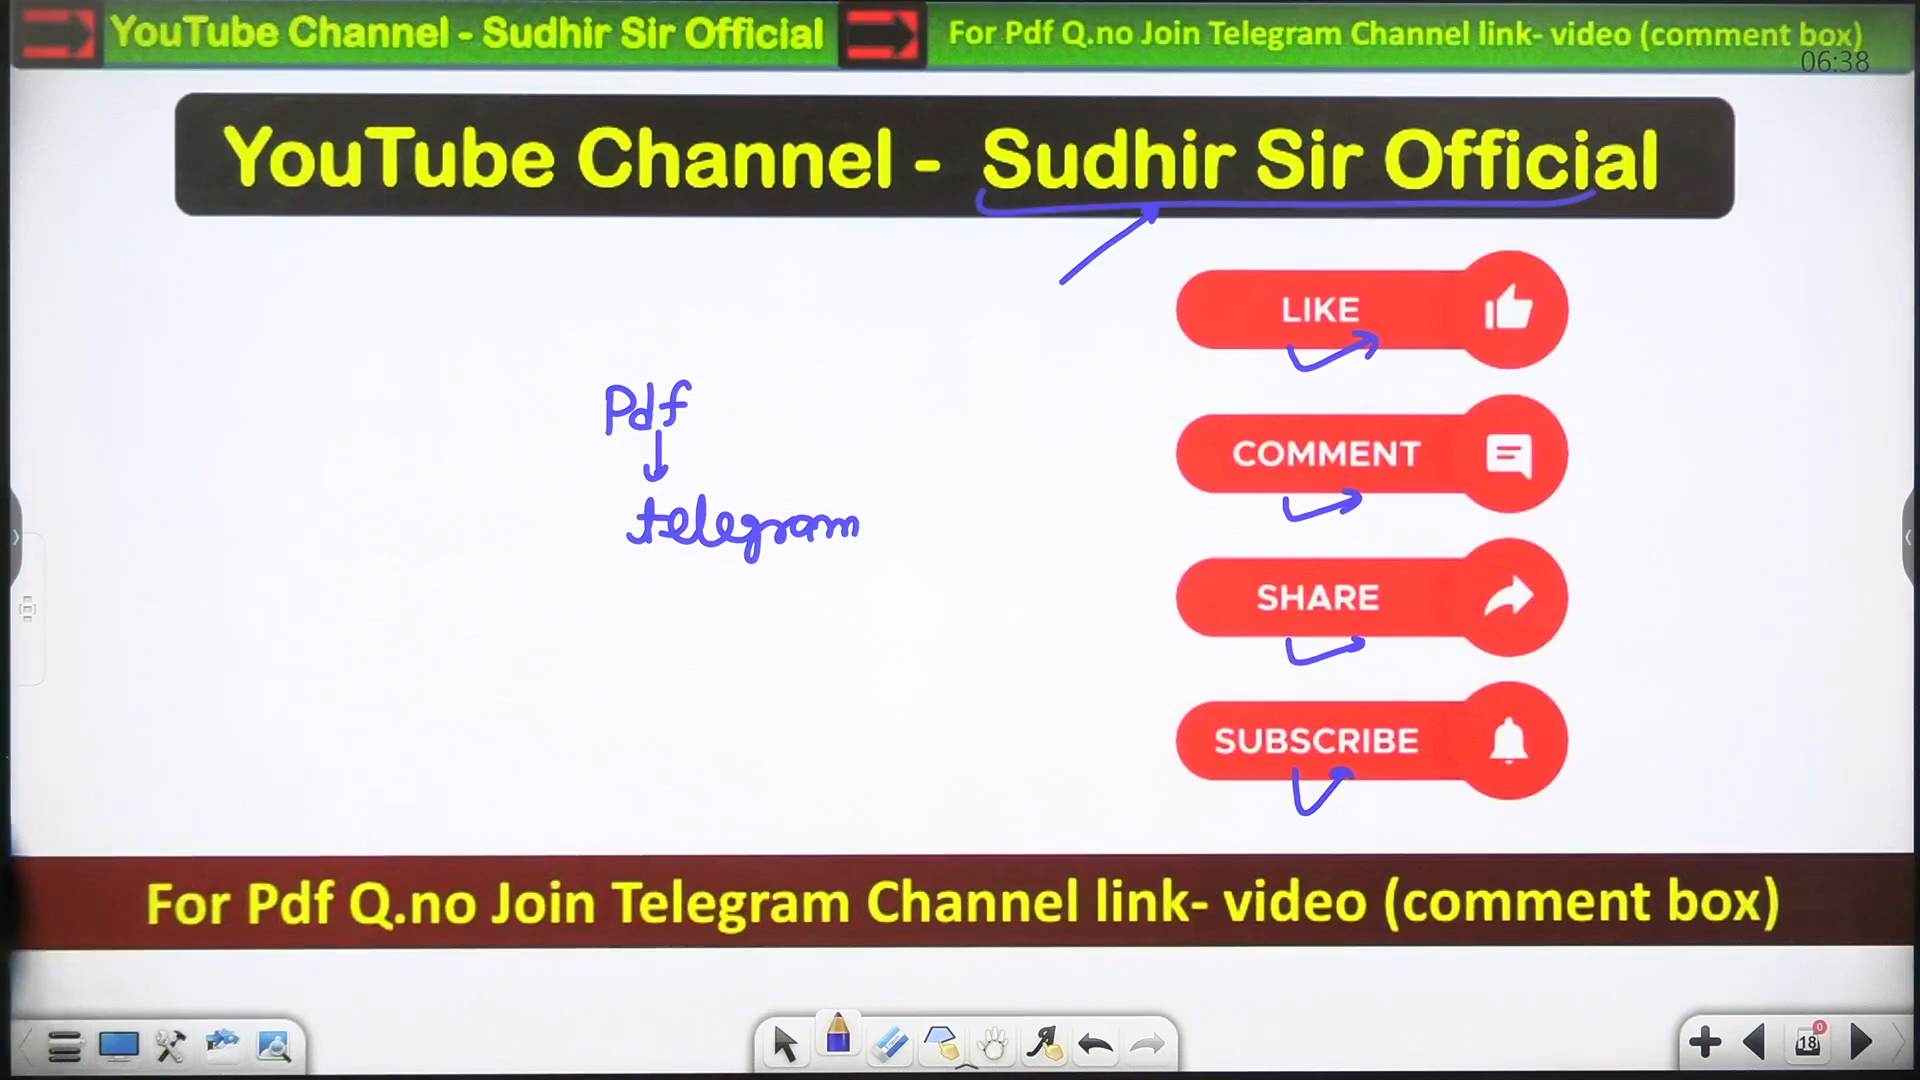 YouTube Channel - Sudhir Sir Official
For Pdf Q.no Join Telegram Channel link- video (comment box)
06:38
YouTube Channel - Sudhir Sir Official
LIKE
Pdf
COMMENT
telegram
SHARE
SUBSCRIBE
For Pdf Q.no Join Telegram Channel link- video (comment box)
18
0